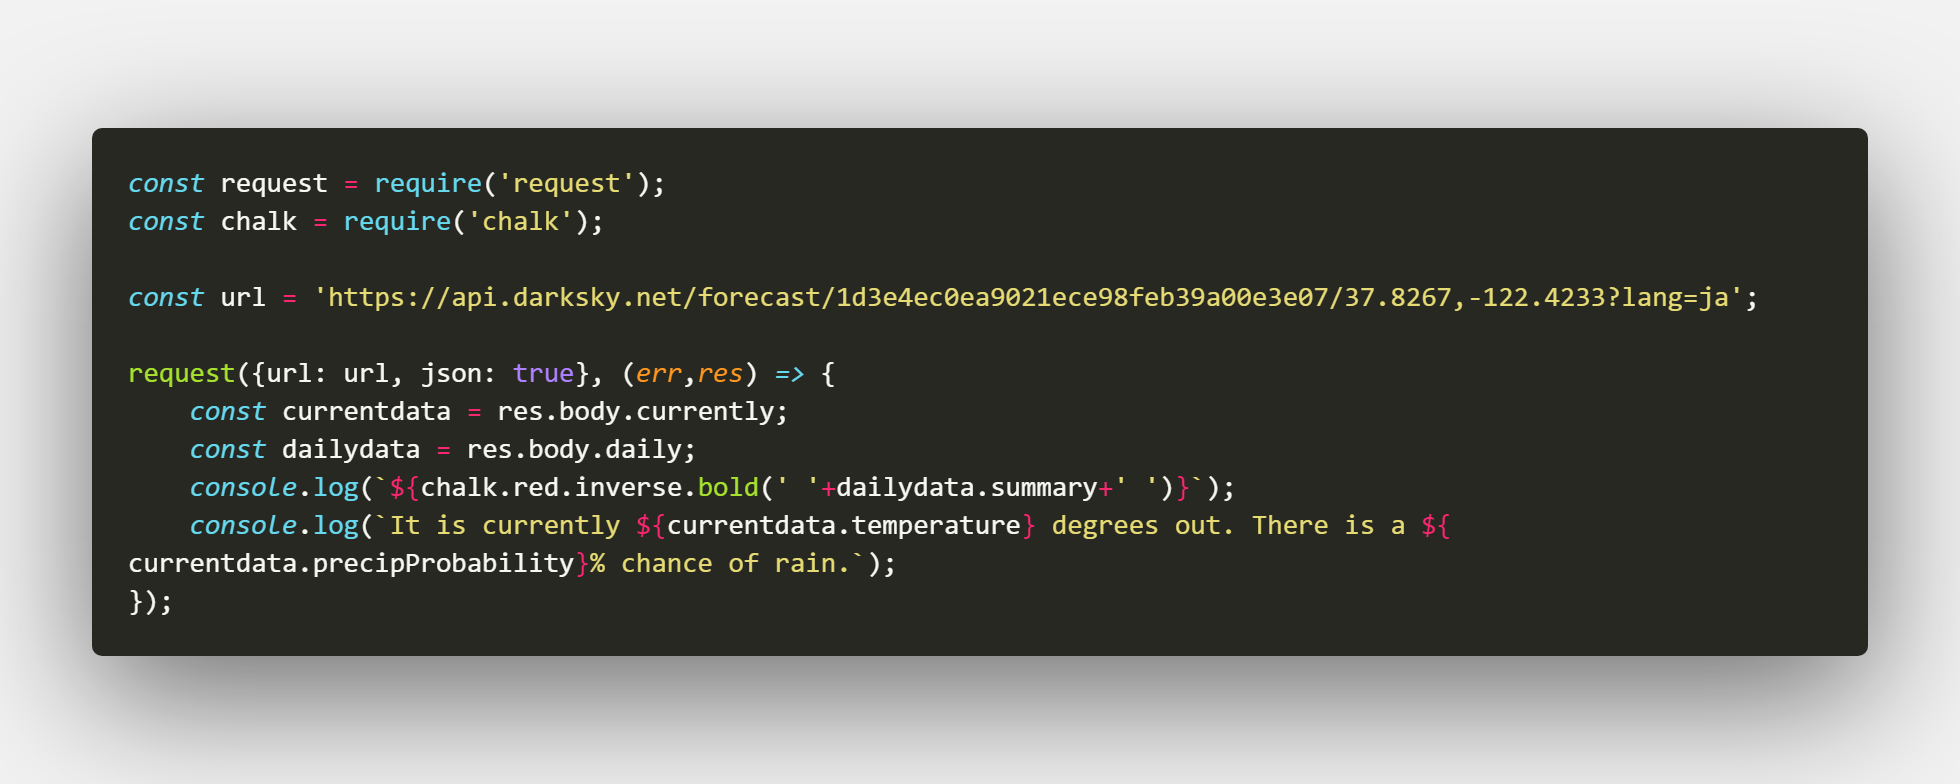 const request = require('request');
const chalk = require('chalk');
const url = 'https://api.darksky.net/forecast/1d3e4ec0ea9021ece98feb39a00e3e07/37.8267,-122.4233?lang=ja';
request({url: url, json: true}, (err,res) => {
    const currentdata = res.body.currently;
    const dailydata = res.body.daily;
    console.log(`${chalk.red.inverse.bold(' '+dailydata.summary+' ')}`);
    console.log(`It is currently ${currentdata.temperature} degrees out. There is a ${
currentdata.precipProbability}% chance of rain.`);
});